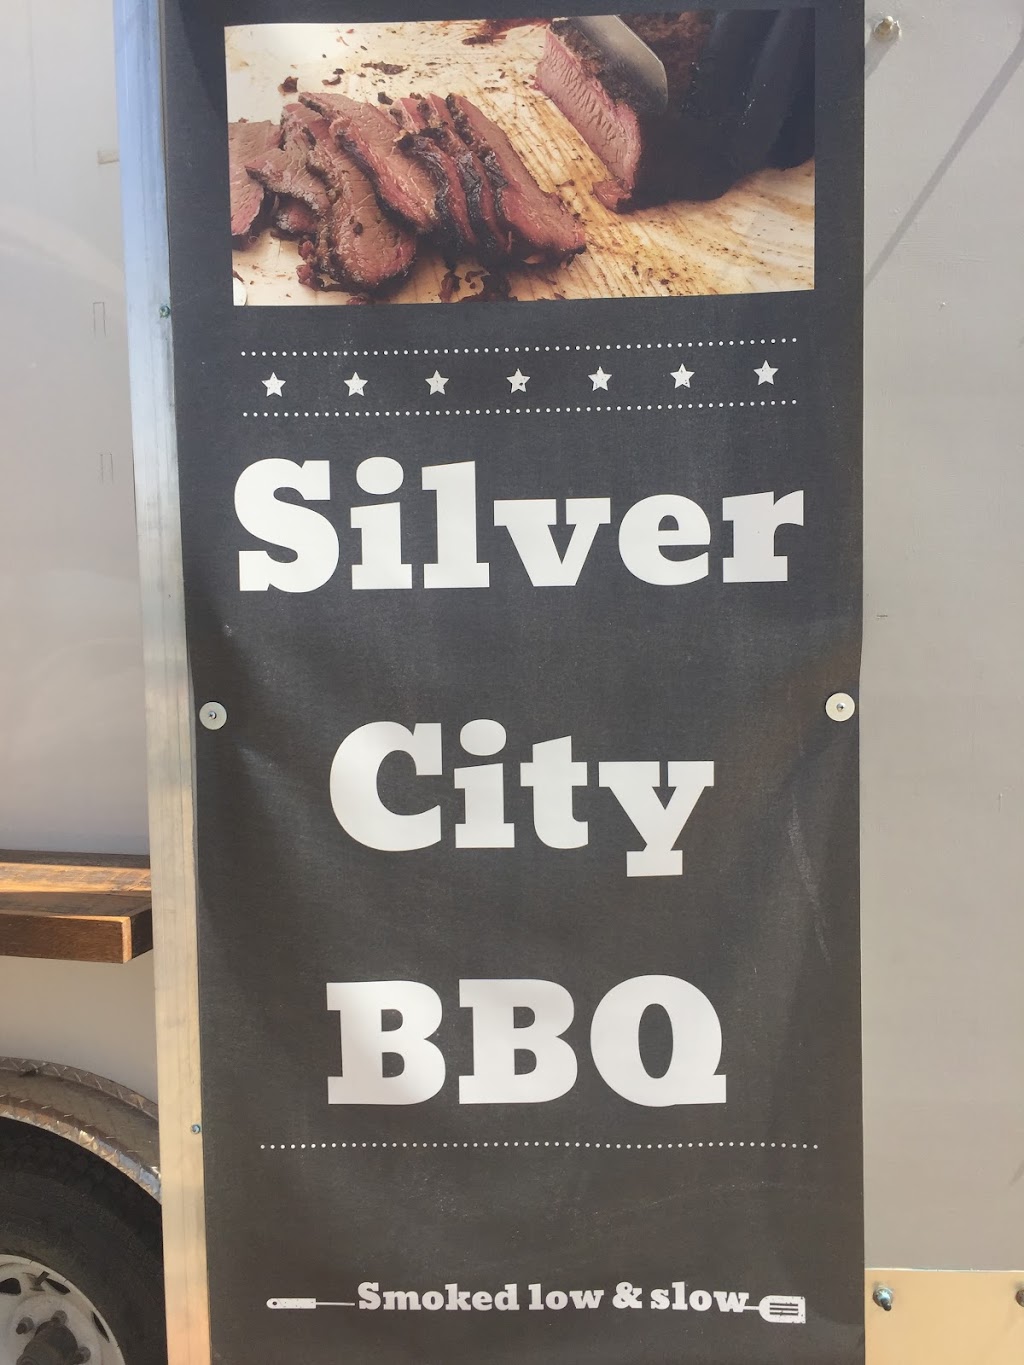 Silver
City
BBQ
Smoked low & slow